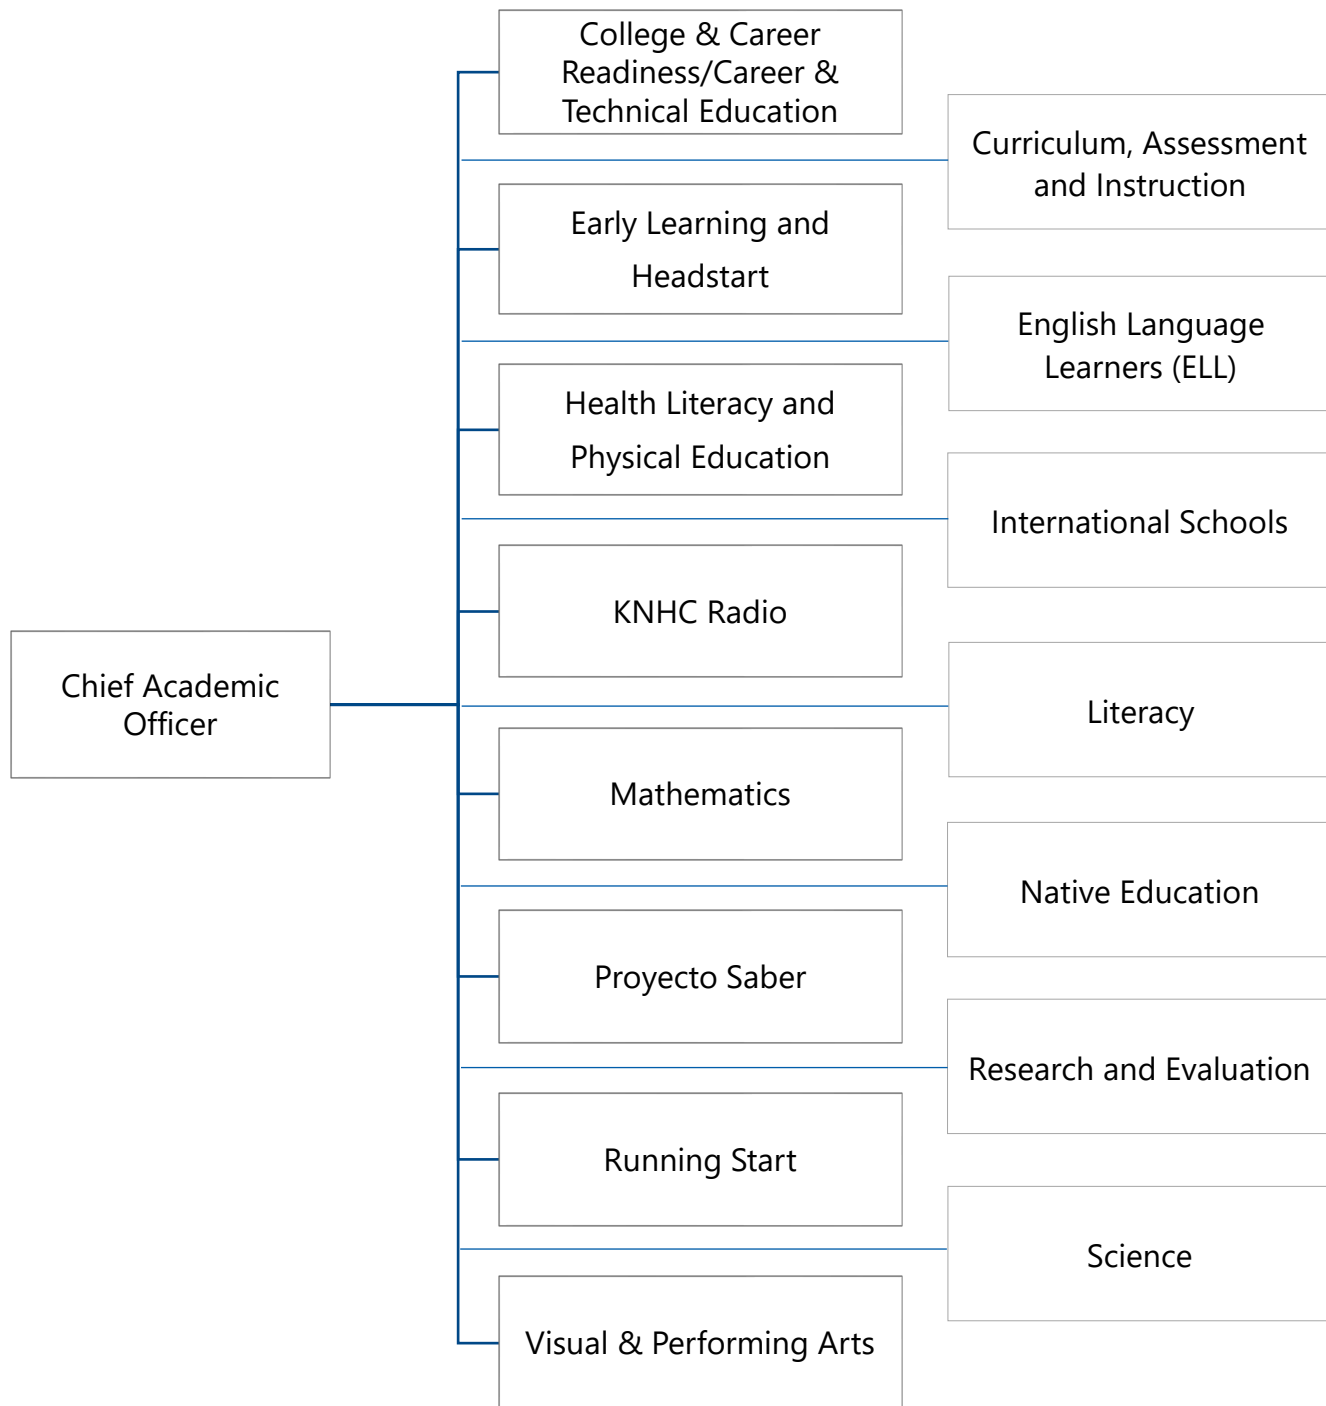 College & Career
Readiness/Career &
Technical Education
Curriculum, Assessment
and Instruction
Early Learning and
Headstart
English Language
Learners (ELL)
Health Literacy and
Physical Education
International Schools
KNHC Radio
Chief Academic
Officer
Literacy
Mathematics
Native Education
Proyecto Saber
Research and Evaluation
Running Start
Science
Visual & Performing Arts